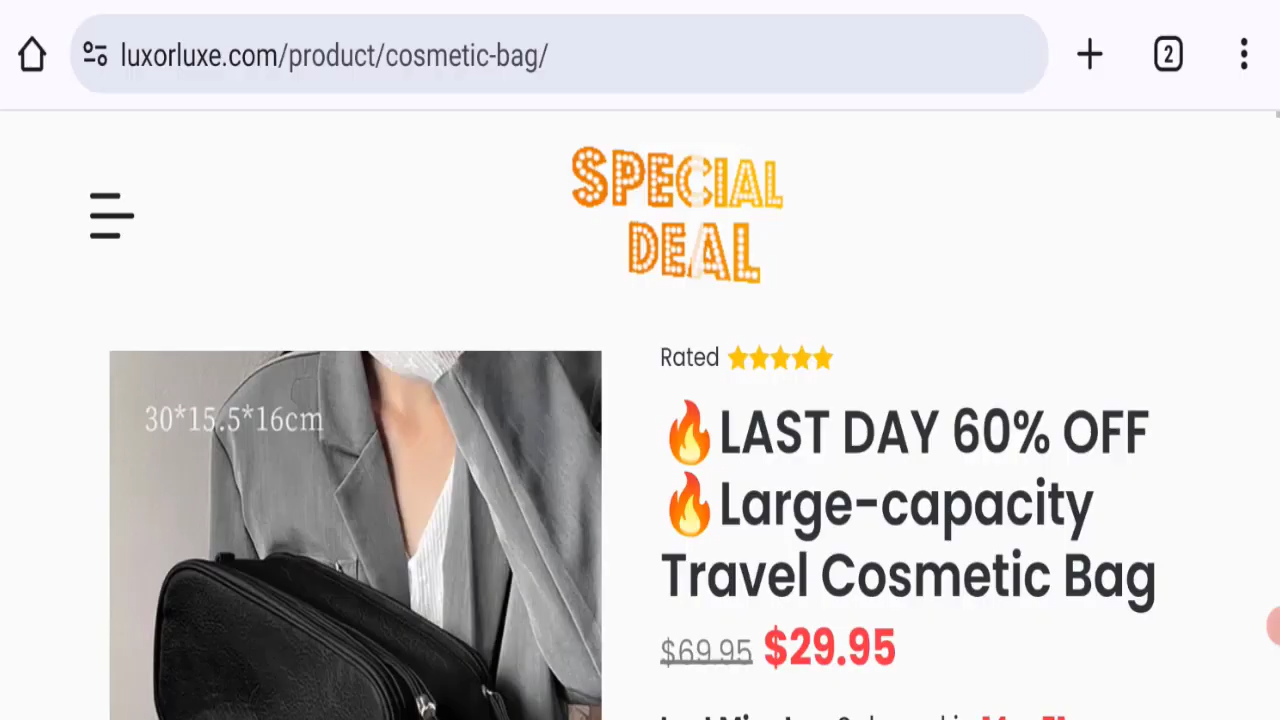 luxorluxe.com/product/cosmetic-bag/
2
SPECIAL
DEAL
30*15.5*16cm
Rated ⭐⭐⭐⭐⭐
🔥LAST DAY 60% OFF
🔥Large-capacity
Travel Cosmetic Bag
$69.95 $29.95